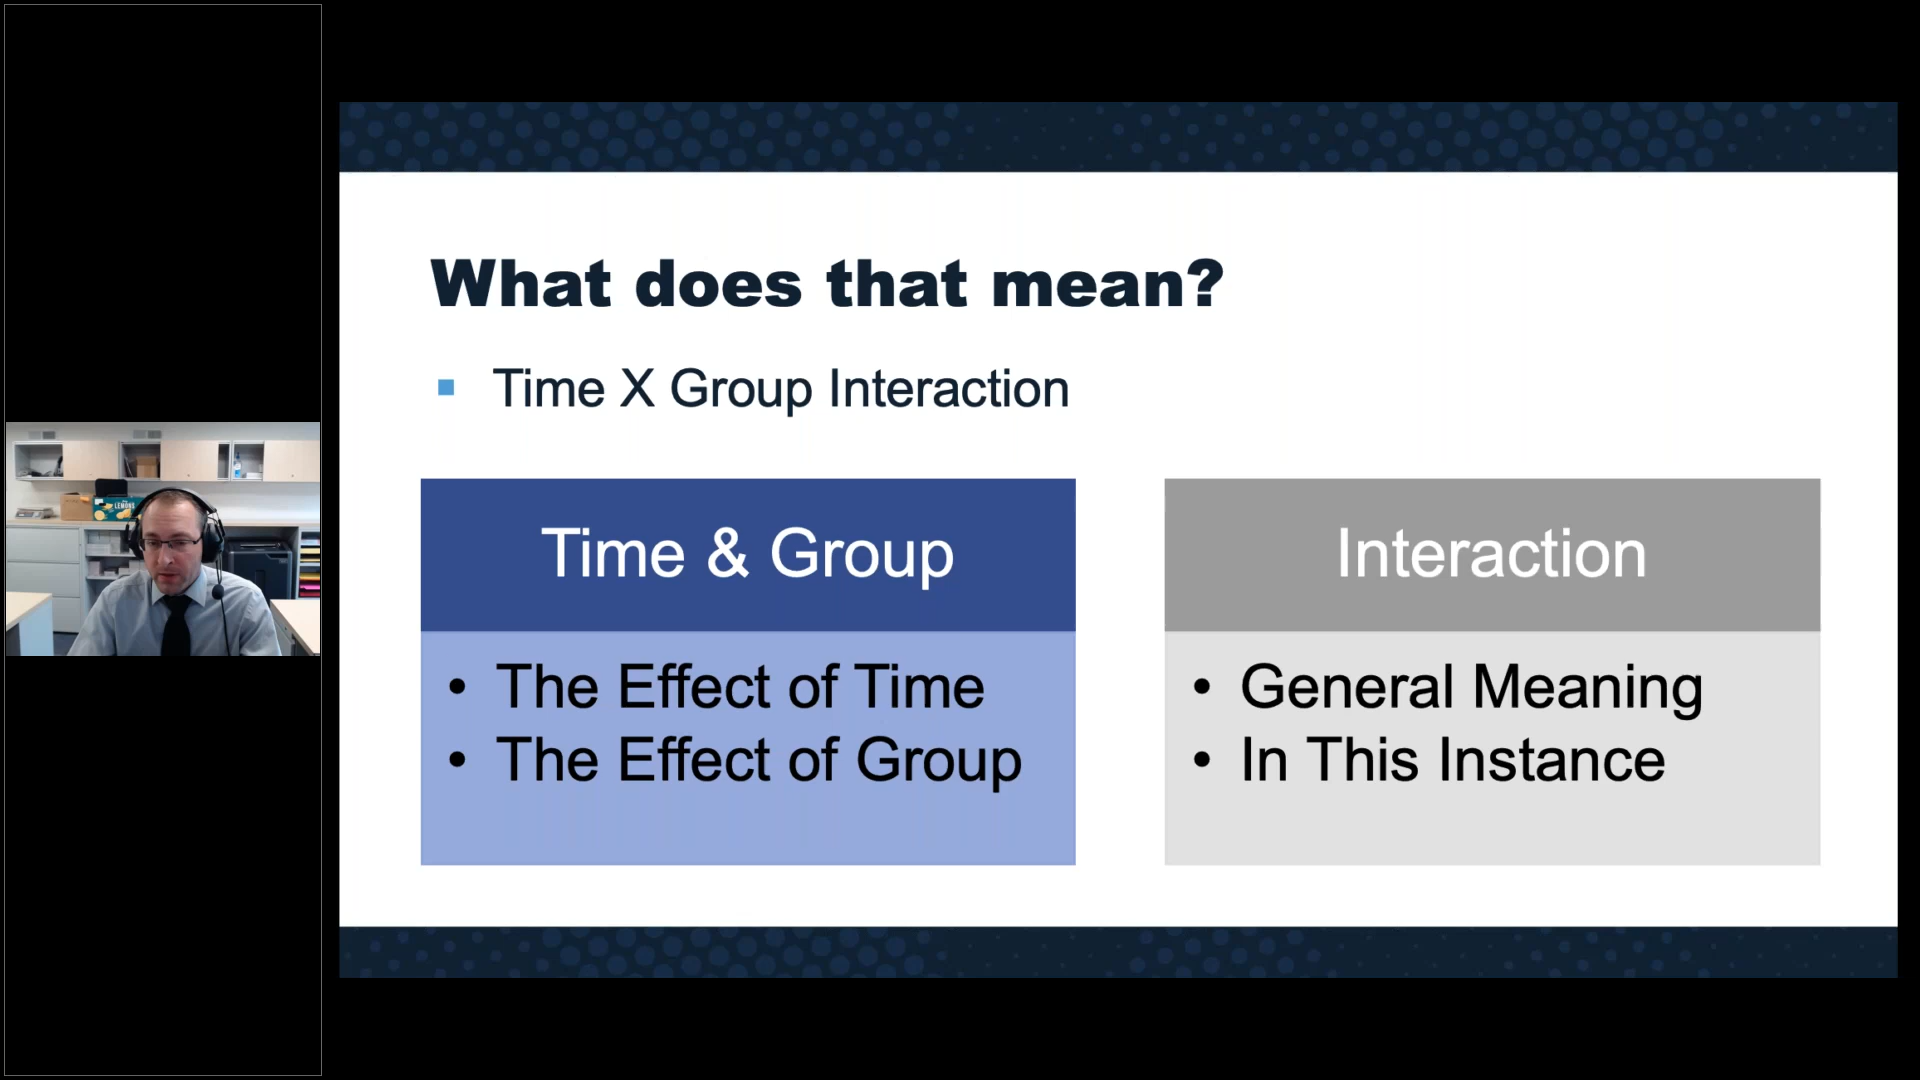 What does that mean?
Time X Group Interaction
Time & Group
• The Effect of Time
• The Effect of Group
Interaction
• General Meaning
• In This Instance
LEMONS